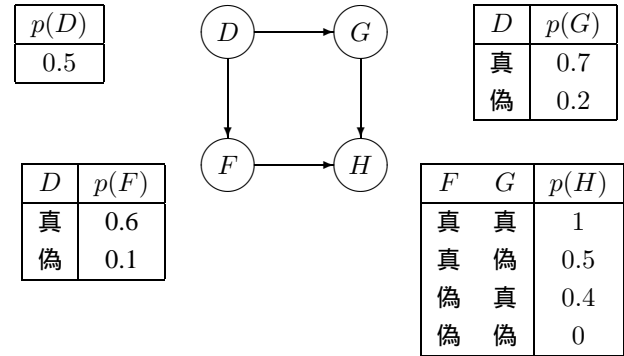 p(D)
0.5
D G
D p(G)
真 0.7
偽 0.2
F H
D p(F)
真 0.6
偽 0.1
F G p(H)
真 真 1
真 偽 0.5
偽 真 0.4
偽 偽 0